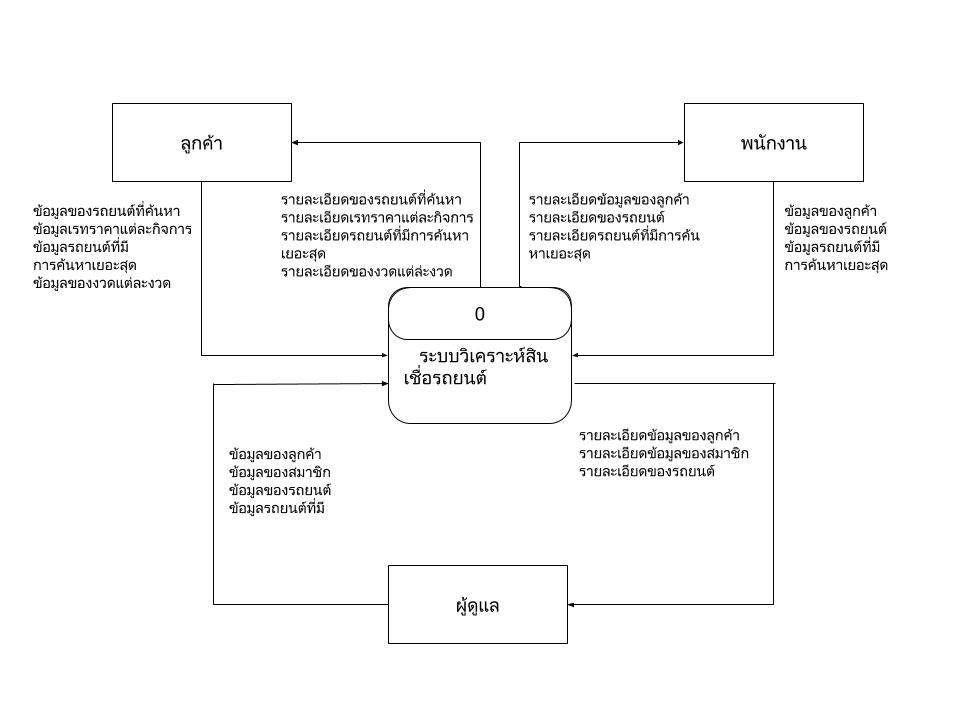 ลูกค้า
พนักงาน
ข้อมูลของรถยนต์ที่ค้นหา
ข้อมูลเรทราคาแต่ละกิจการ
ข้อมูลรถยนต์ที่มี
การค้นหาเยอะสุด
ข้อมูลของงวดแต่ละงวด
รายละเอียดของรถยนต์ที่ค้นหา
รายละเอียดเรทราคาแต่ละกิจการ
รายละเอียดรถยนต์ที่มีการค้นหา
เยอะสุด
รายละเอียดของงวดแต่ล่ะงวด
รายละเอียดข้อมูลของลูกค้า
รายละเอียดของรถยนต์
รายละเอียดรถยนต์ที่มีการค้น
หาเยอะสุด
ข้อมูลของลูกค้า
ข้อมูลของรถยนต์
ข้อมูลรถยนต์ที่มี
การค้นหาเยอะสุด
0
ระบบวิเคราะห์สิน
เชื่อรถยนต์
ข้อมูลของลูกค้า
ข้อมูลของสมาชิก
ข้อมูลของรถยนต์
ข้อมูลรถยนต์ที่มี
รายละเอียดข้อมูลของลูกค้า
รายละเอียดข้อมูลของสมาชิก
รายละเอียดของรถยนต์
ผู้ดูแล